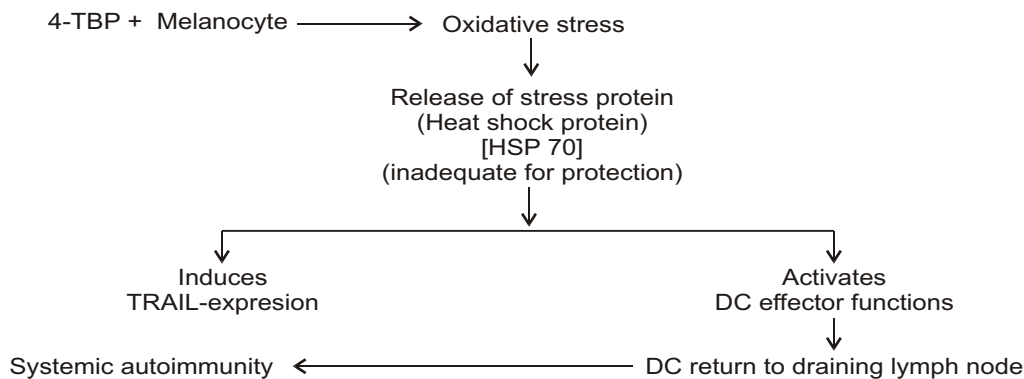 4-TBP + Melanocyte
Oxidative stress
Release of stress protein
(Heat shock protein)
[HSP 70]
(inadequate for protection)
Induces
TRAIL-expresion
Activates
DC effector functions
Systemic autoimmunity
DC return to draining lymph node